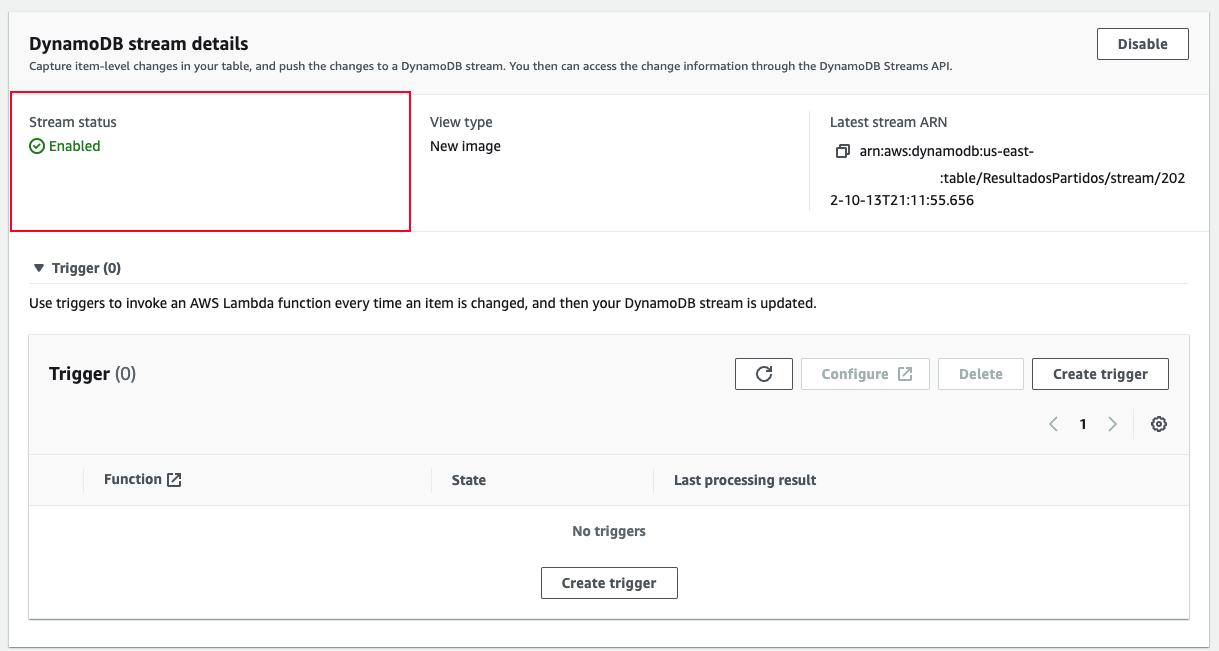 DynamoDB stream details
Disable
Capture item-level changes in your table, and push the changes to a DynamoDB stream. You then can access the change information through the DynamoDB Streams API.
Stream status
Enabled
View type
New image
Latest stream ARN
arn:aws:dynamodb:us-east-
:table/ResultadosPartidos/stream/202
2-10-13T21:11:55.656
Trigger (0)
Use triggers to invoke an AWS Lambda function every time an item is changed, and then your DynamoDB stream is updated.
Trigger (0)
Configure
Delete
Create trigger
1
Function
State
Last processing result
No triggers
Create trigger